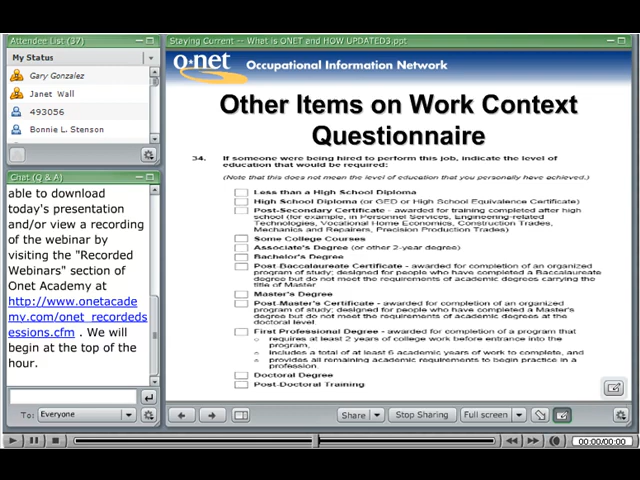 Attendee List (37)
My Status
Gary Gonzalez
Janet Wall
493056
Bonnie L. Stenson
Chat (Q & A)
able to download
today's presentation
and/or view a recording
of the webinar by
visiting the "Recorded
Webinars" section of
Onet Academy at
http://www.onetacade
my.com/onet_recordeds
essions.cfm . We will
begin at the top of the
hour.
To: Everyone
Staying Current -- What is ONET and HOW UPDATED3.ppt
o·net Occupational Information Network
Other Items on Work Context
Questionnaire
34. If someone were being hired to perform this job, indicate the level of
education that would be required:
(Note that this does not mean the level of education that you personally have achieved.)
Less than a High School Diploma
High School Diploma (or GED or High School Equivalence Certificate)
Post-Secondary Certificate - awarded for training completed after high
school (for example, in Personnel Services, Engineering-related
Technologies, Vocational Home Economics, Construction Trades,
Mechanics and Repairers, Precision Production Trades)
Some College Courses
Associate's Degree (or other 2-year degree)
Bachelor's Degree
Post-Baccalaureate Certificate - awarded for completion of an organized
program of study; designed for people who have completed a Baccalaureate
degree but do not meet the requirements of academic degrees carrying the
title of Master
Master's Degree
Post-Master's Certificate - awarded for completion of an organized
program of study; designed for people who have completed a Master's
degree but do not meet the requirements of academic degrees at the
doctoral level
First Professional Degree - awarded for completion of a program that
requires at least 2 years of college work before entrance into the
program,
includes a total of at least 6 academic years of work to complete, and
provides all remaining academic requirements to begin practice in a
profession.
Doctoral Degree
Post-Doctoral Training
Share
Stop Sharing
Full screen
00:00/00:00